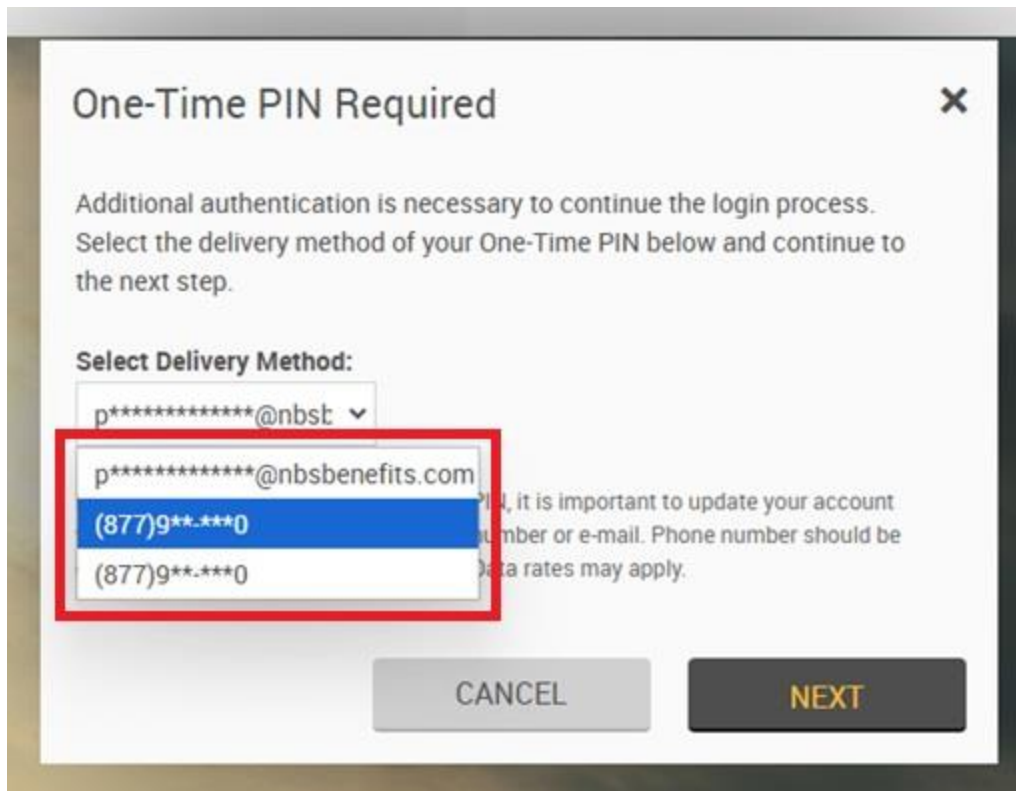 One-Time PIN Required
Additional authentication is necessary to continue the login process.
Select the delivery method of your One-Time PIN below and continue to
the next step.
Select Delivery Method:
p*************@nbsb
p*************@nbsbenefits.com
(877)9**-***0
(877)9**-***0
it is important to update your account
number or e-mail. Phone number should be
rates may apply.
CANCEL
NEXT